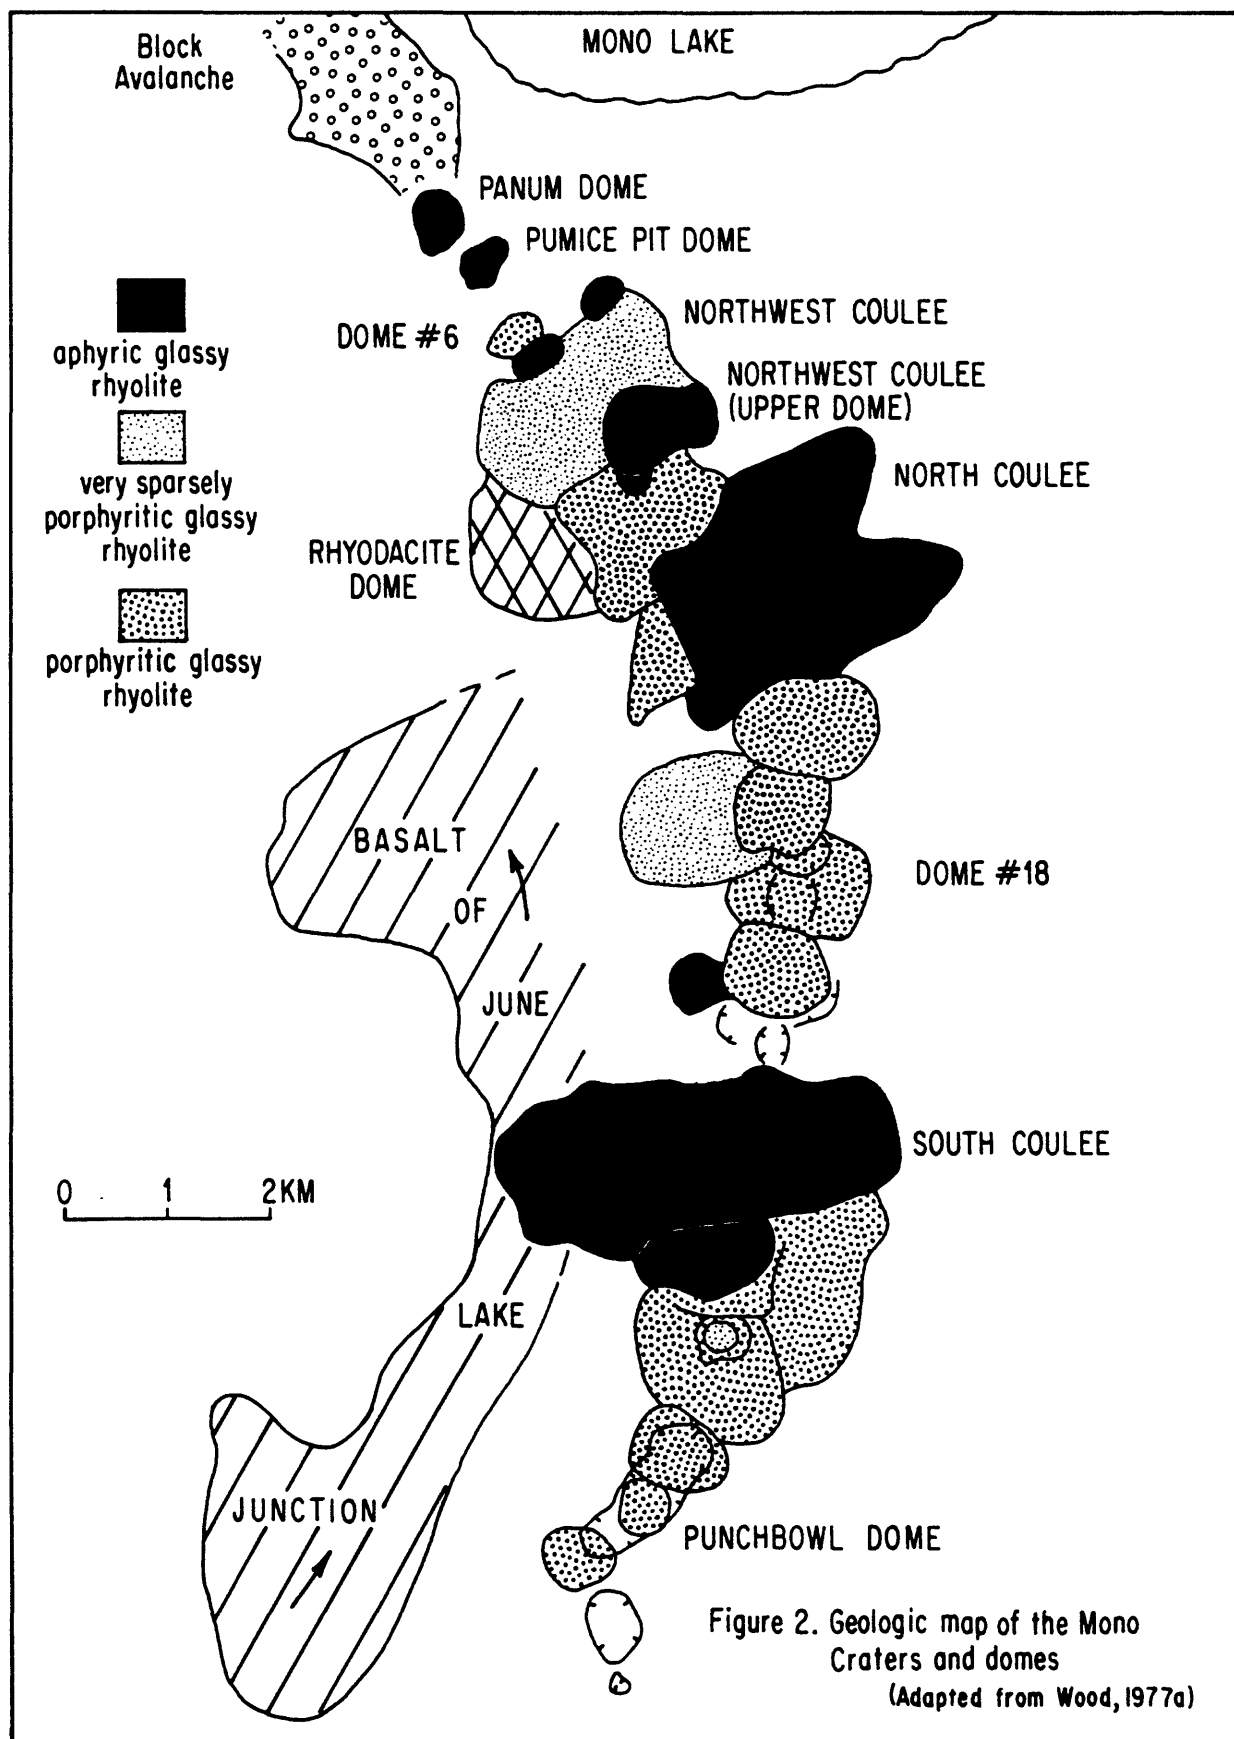 Block
Avalanche
MONO LAKE
PANUM DOME
PUMICE PIT DOME
NORTHWEST COULEE
DOME #6
NORTHWEST COULEE
(UPPER DOME)
NORTH COULEE
aphyric glassy
rhyolite
very sparsely
porphyritic glassy
rhyolite
porphyritic glassy
rhyolite
RHYODACITE
DOME
BASALT
OF
JUNE
LAKE
JUNCTION
DOME #18
SOUTH COULEE
0 1 2KM
PUNCHBOWL DOME
Figure 2. Geologic map of the Mono
Craters and domes
(Adapted from Wood, 1977a)